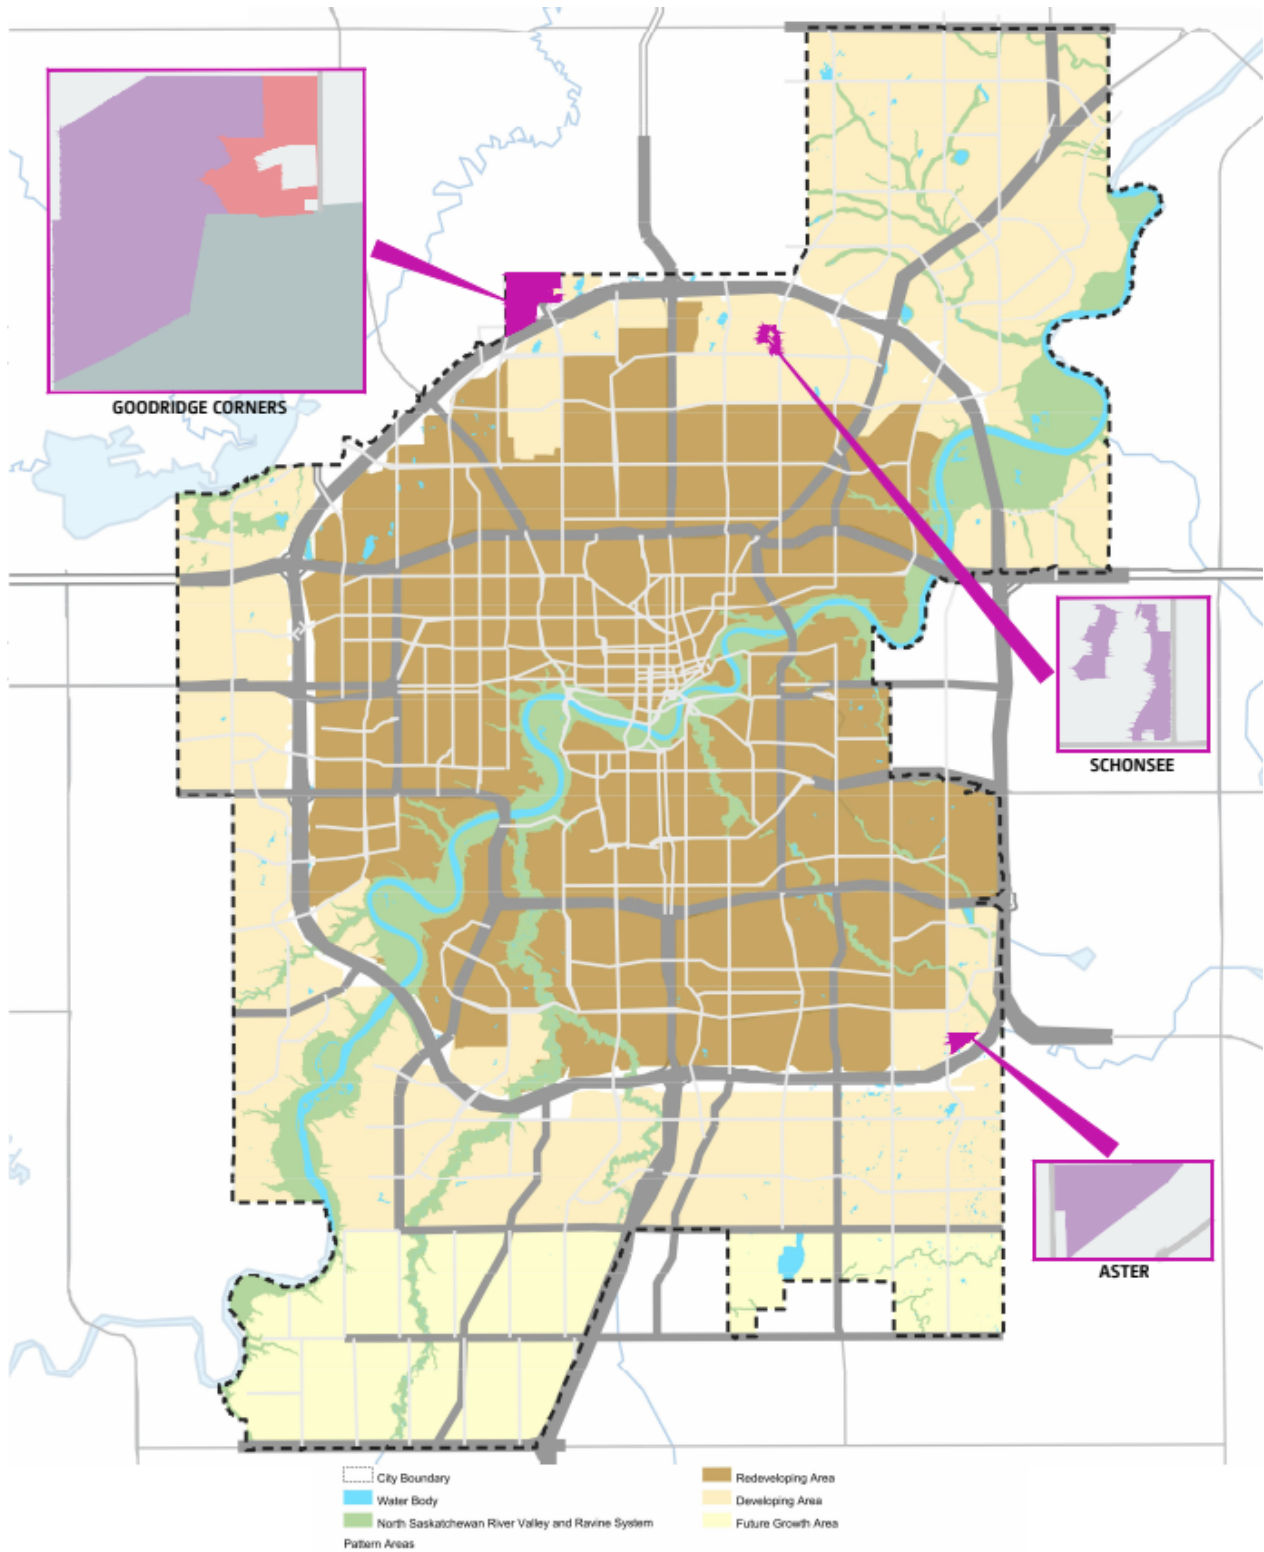 GOODRIDGE CORNERS
SCHONSEE
ASTER
City Boundary
Water Body
North Saskatchewan River Valley and Ravine System
Pattern Areas
Redeveloping Area
Developing Area
Future Growth Area